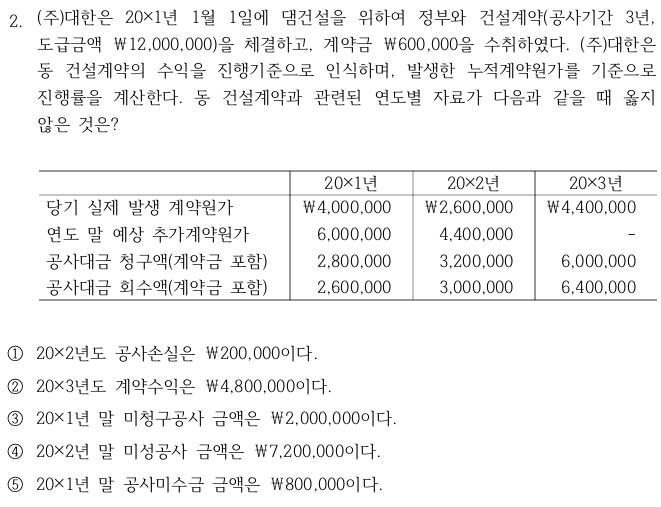 2. (주)대한은 20×1년 1월 1일에 댐건설을 위하여 정부와 건설계약(공사기간 3년,
도급금액 ₩12,000,000)을 체결하고, 계약금 ₩600,000을 수취하였다. (주)대한은
동 건설계약의 수익을 진행기준으로 인식하며, 발생한 누적계약원가를 기준으로
진행률을 계산한다. 동 건설계약과 관련된 연도별 자료가 다음과 같을 때 옳지
않은 것은?
20×1년 20×2년 20×3년
당기 실제 발생 계약원가 ₩4,000,000 ₩2,600,000 ₩4,400,000
연도 말 예상 추가계약원가 6,000,000 4,400,000 -
공사대금 청구액(계약금 포함) 2,800,000 3,200,000 6,000,000
공사대금 회수액(계약금 포함) 2,600,000 3,000,000 6,400,000
① 20×2년도 공사손실은 ₩200,000이다.
② 20×3년도 계약수익은 ₩4,800,000이다.
③ 20×1년 말 미청구공사 금액은 ₩2,000,000이다.
④ 20×2년 말 미성공사 금액은 ₩7,200,000이다.
⑤ 20×1년 말 공사미수금 금액은 ₩800,000이다.